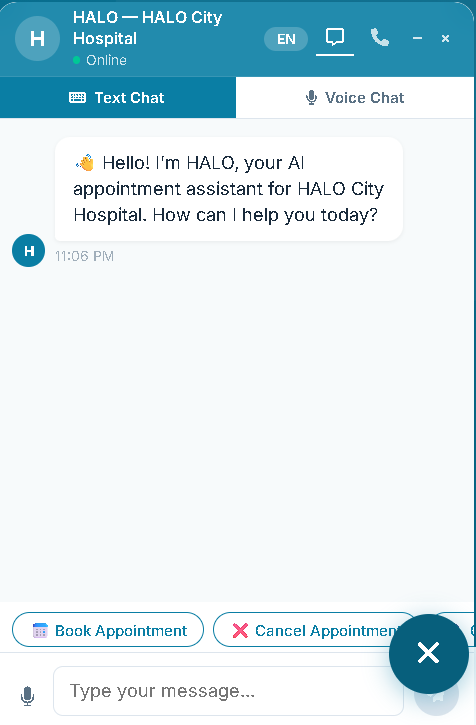 H
HALO — HALO City
Hospital
Online
EN
Text Chat
Voice Chat
👋 Hello! I'm HALO, your AI
appointment assistant for HALO City
Hospital. How can I help you today?
H
11:06 PM
Book Appointment
Cancel Appointment
Type your message...